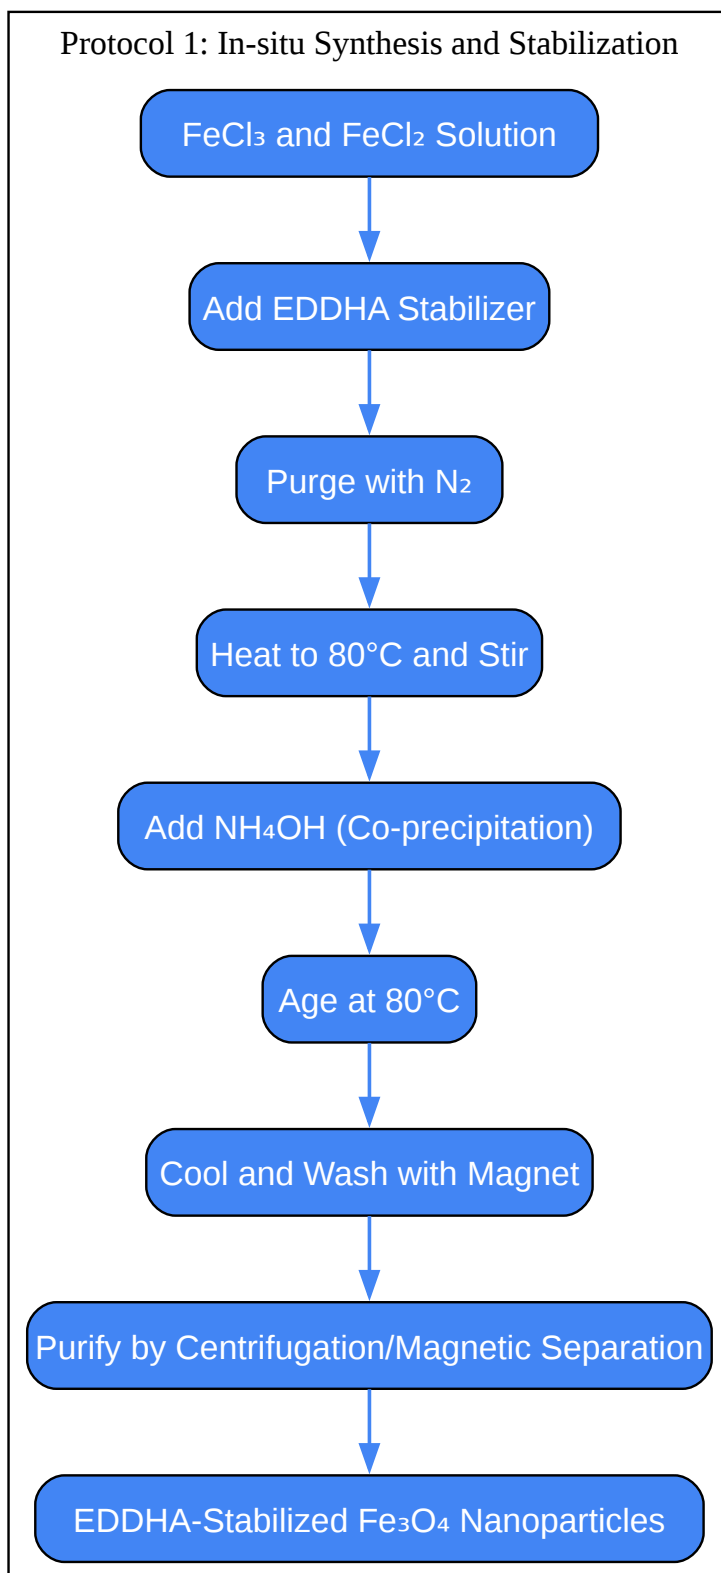 Protocol 1: In-situ Synthesis and Stabilization
FeCl₃ and FeCl₂ Solution
Add EDDHA Stabilizer
Purge with N₂
Heat to 80°C and Stir
Add NH₄OH (Co-precipitation)
Age at 80°C
Cool and Wash with Magnet
Purify by Centrifugation/Magnetic Separation
EDDHA-Stabilized Fe₃O₄ Nanoparticles